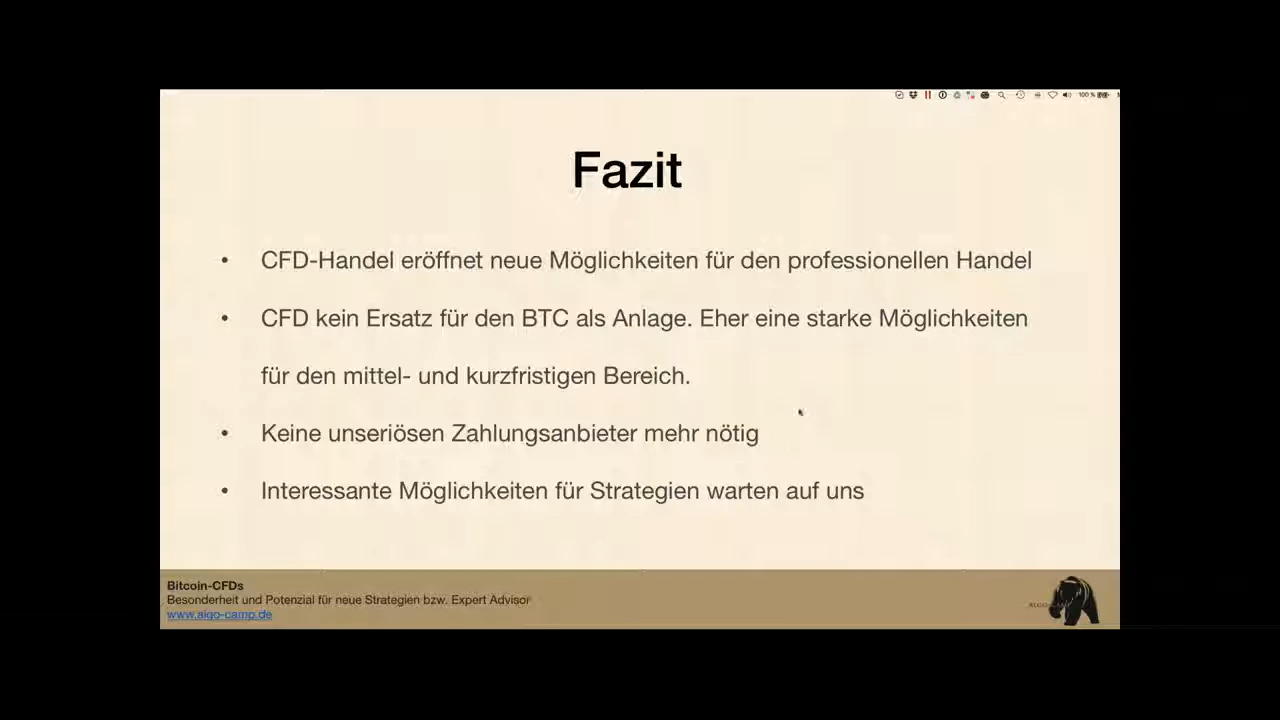 100 %
Fazit
• CFD-Handel eröffnet neue Möglichkeiten für den professionellen Handel
• CFD kein Ersatz für den BTC als Anlage. Eher eine starke Möglichkeiten
für den mittel- und kurzfristigen Bereich.
• Keine unseriösen Zahlungsanbieter mehr nötig
• Interessante Möglichkeiten für Strategien warten auf uns
Bitcoin-CFDs
Besonderheit und Potenzial für neue Strategien bzw. Expert Advisor
www.algo-camp.de